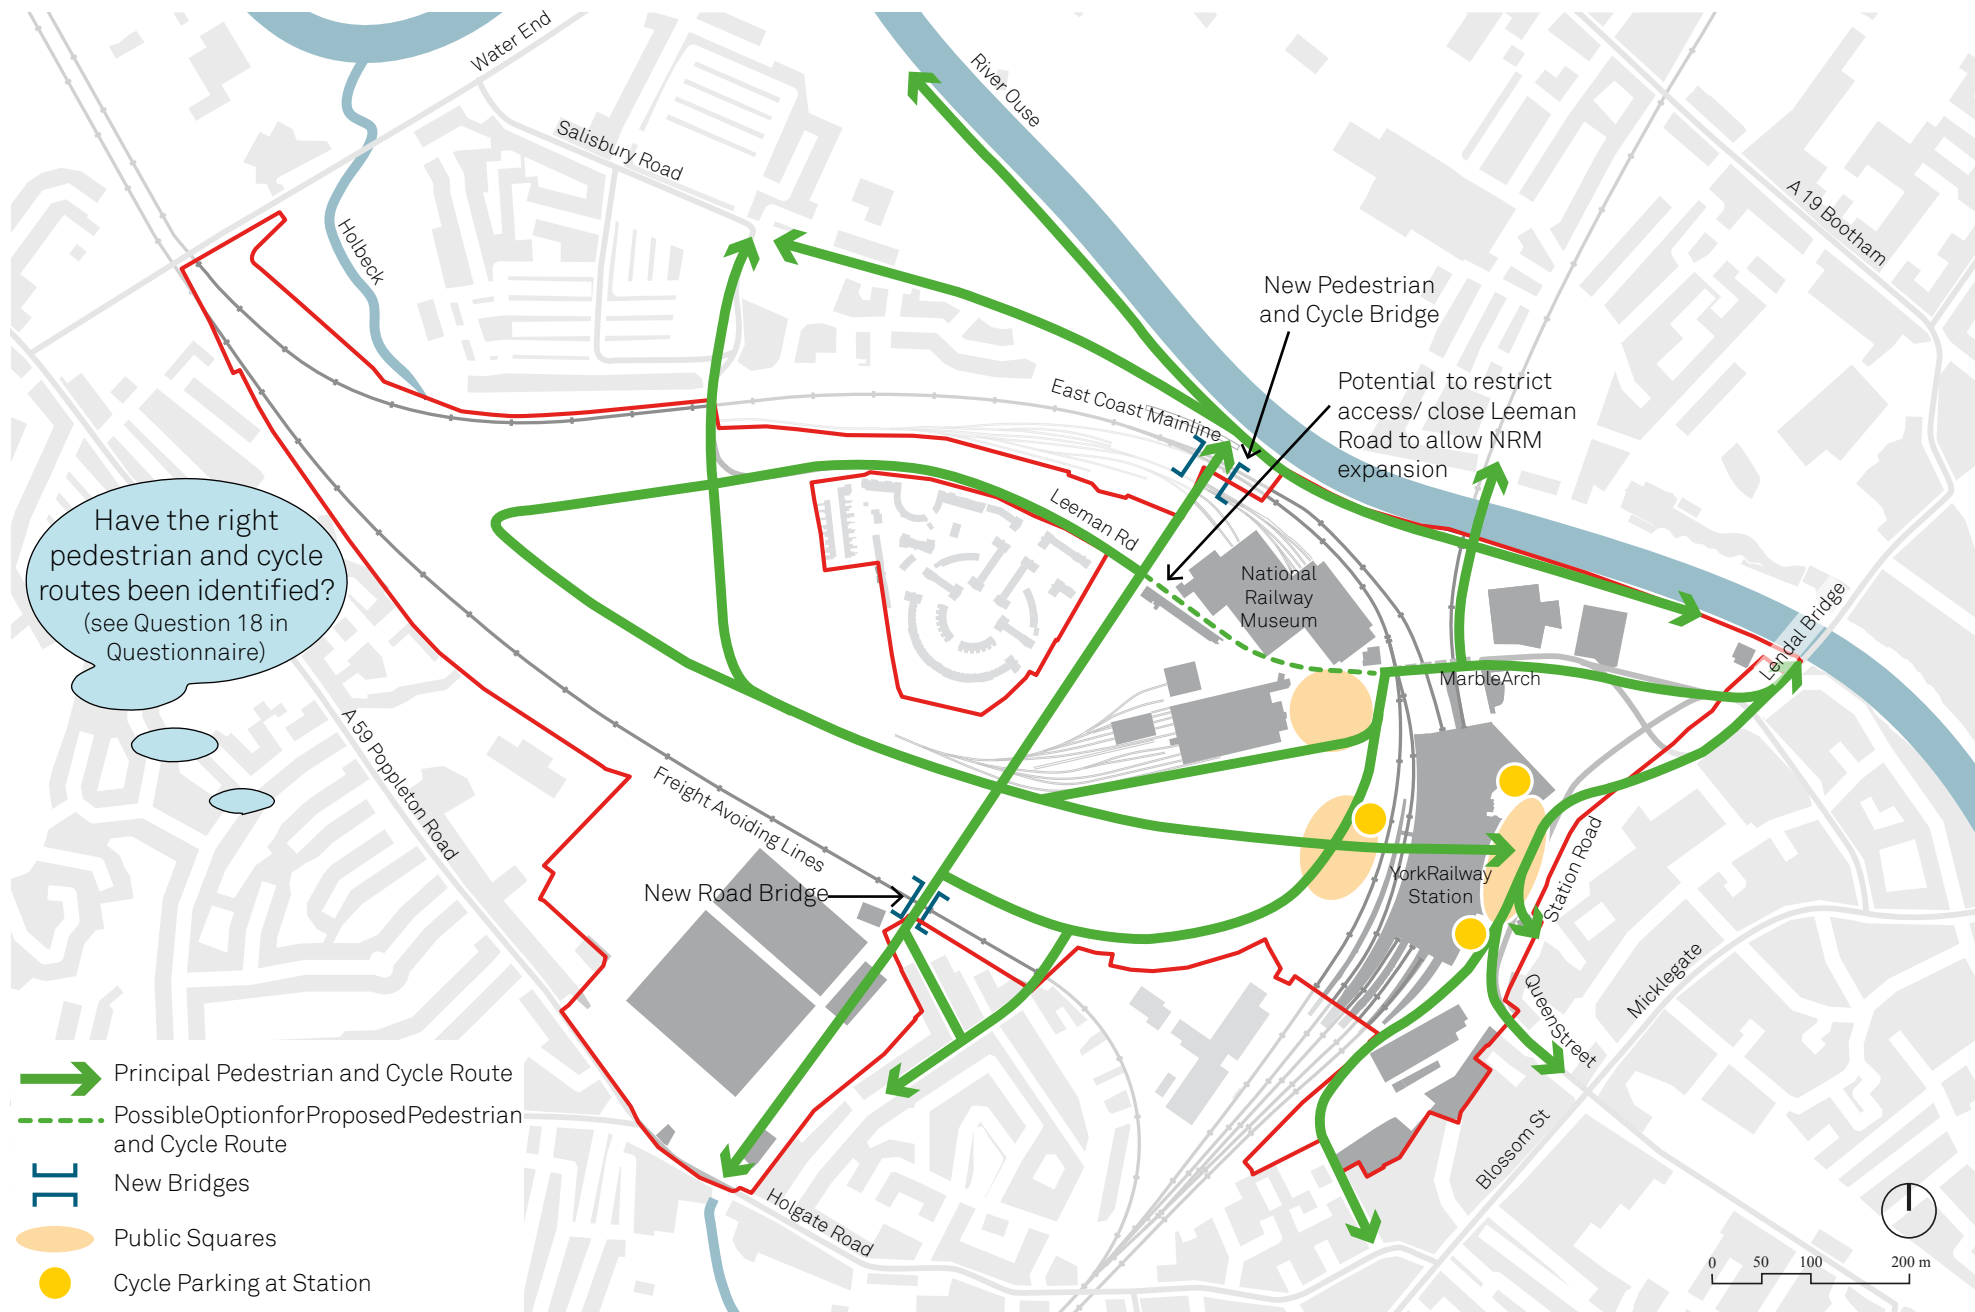 Water End
River Ouse
Salisbury Road
A 19 Bootham
Holbeck
New Pedestrian
and Cycle Bridge
East Coast Mainline
Potential to restrict
access/ close Leeman
Road to allow NRM
expansion
Have the right
pedestrian and cycle
routes been identified?
(see Question 18 in
Questionnaire)
Leeman Rd
National
Railway
Museum
Lendal Bridge
MarbleArch
A 59 Poppleton Road
Freight Avoiding Lines
New Road Bridge
YorkRailway
Station
Station Road
Micklegate
QueenStreet
Blossom St
Holgate Road
Principal Pedestrian and Cycle Route
PossibleOptionforProposedPedestrian
and Cycle Route
New Bridges
Public Squares
Cycle Parking at Station
0 50 100 200 m